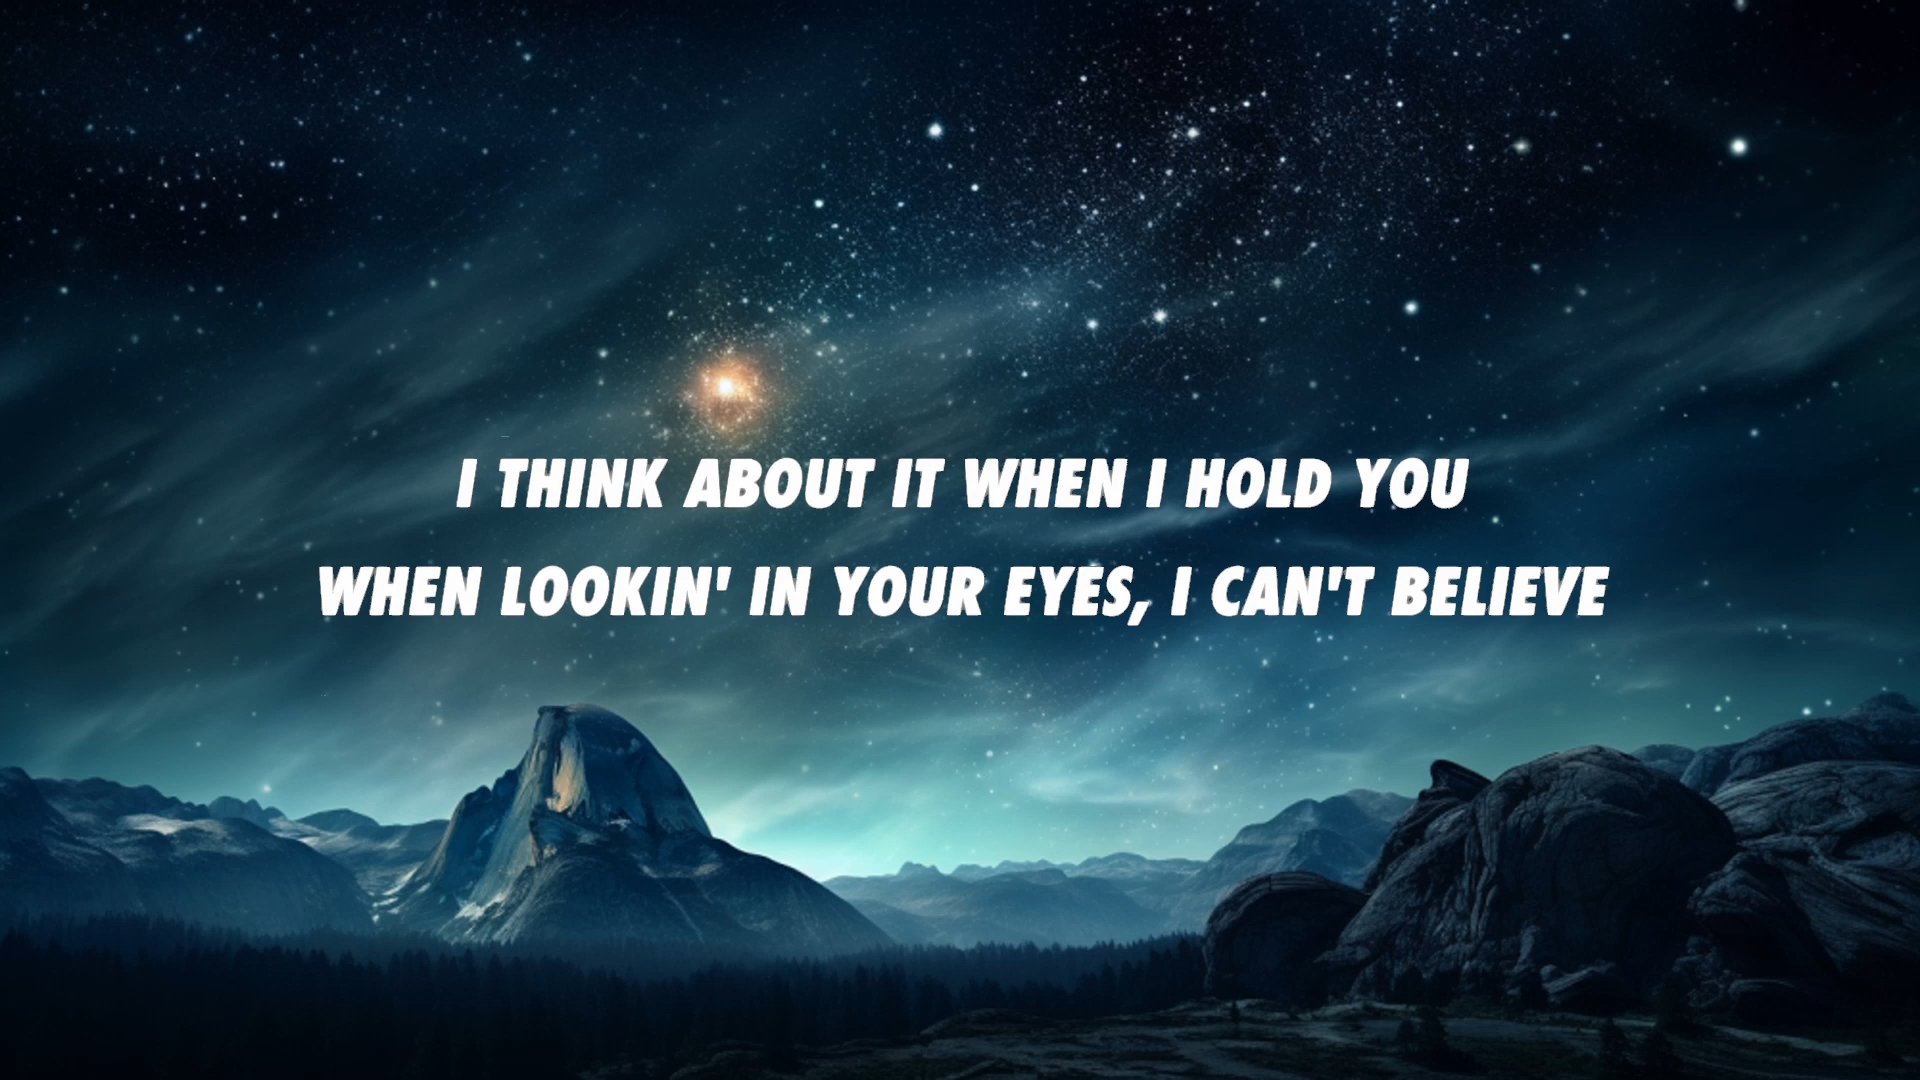 I THINK ABOUT IT WHEN I HOLD YOU
WHEN LOOKIN' IN YOUR EYES, I CAN'T BELIEVE